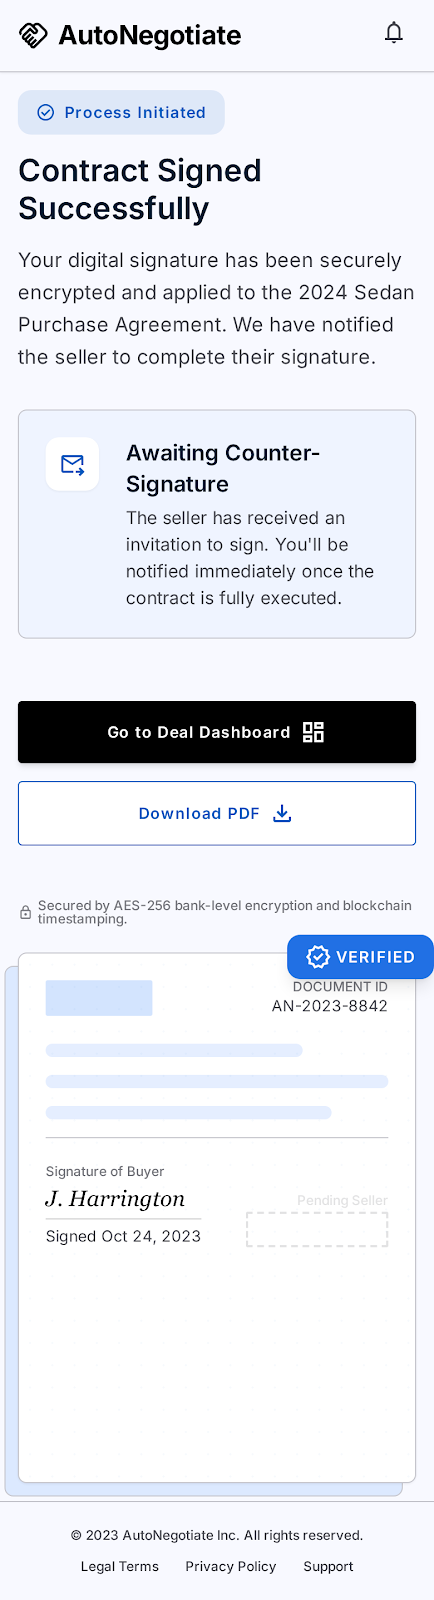 AutoNegotiate
Process Initiated
Contract Signed
Successfully
Your digital signature has been securely
encrypted and applied to the 2024 Sedan
Purchase Agreement. We have notified
the seller to complete their signature.
Awaiting Counter-
Signature
The seller has received an
invitation to sign. You'll be
notified immediately once the
contract is fully executed.
Go to Deal Dashboard
Download PDF
Secured by AES-256 bank-level encryption and blockchain
timestamping.
VERIFIED
DOCUMENT ID
AN-2023-8842
Signature of Buyer
J. Harrington
Signed Oct 24, 2023
Pending Seller
© 2023 AutoNegotiate Inc. All rights reserved.
Legal Terms Privacy Policy Support